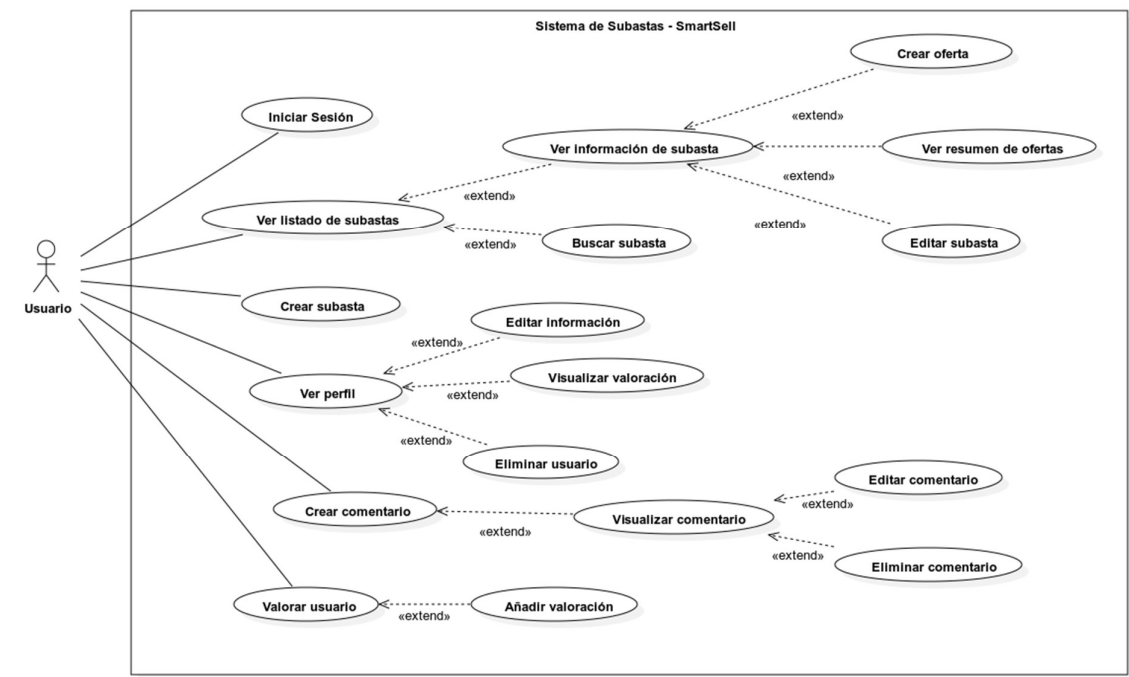 Sistema de Subastas - SmartSell
Crear oferta
«extend»
Iniciar Sesión
Ver información de subasta
Ver resumen de ofertas
«extend»
«extend»
Ver listado de subastas
«extend»
«extend»
Buscar subasta
Editar subasta
Usuario
Crear subasta
Editar información
«extend»
Visualizar valoración
Ver perfil
«extend»
«extend»
Eliminar usuario
Editar comentario
Crear comentario
«extend»
Visualizar comentario
«extend»
«extend»
Eliminar comentario
Valorar usuario
«extend»
Añadir valoración